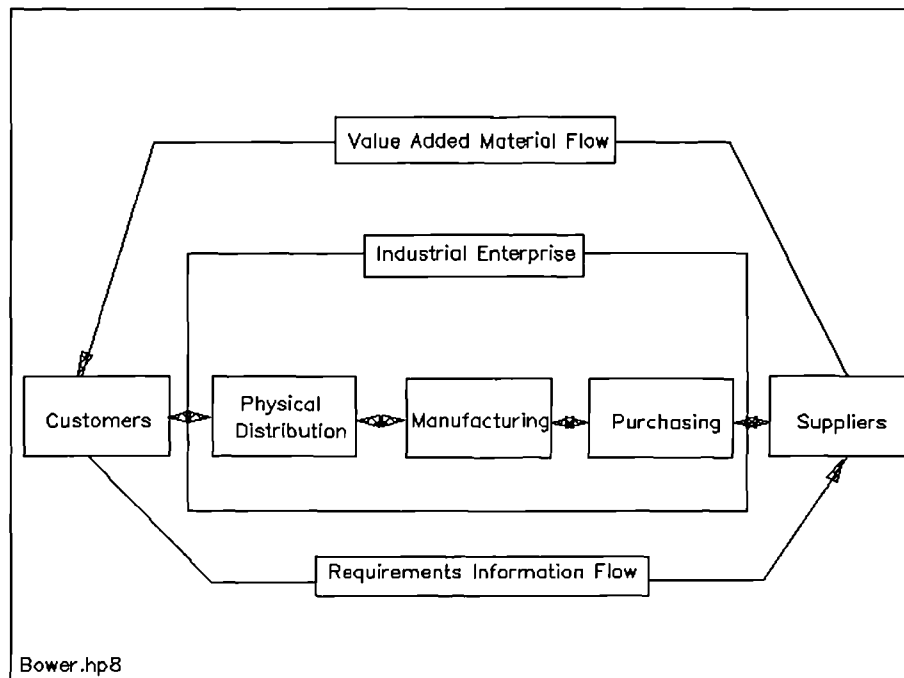 Value Added Material Flow
Industrial Enterprise
Customers
Physical
Distribution
Manufacturing
Purchasing
Suppliers
Requirements Information Flow
Bower.hp8